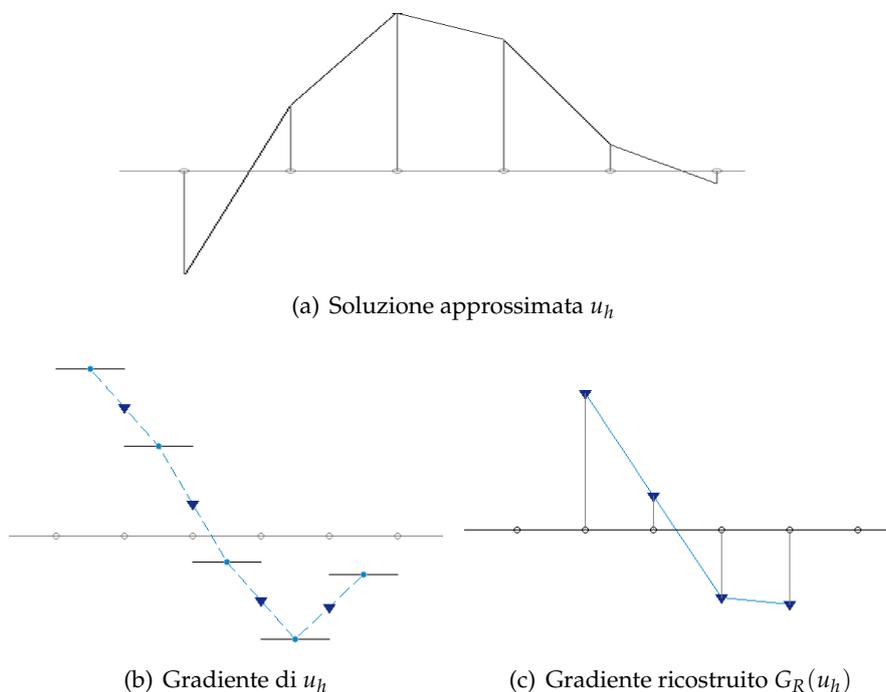 (a) Soluzione approssimata u_h
(b) Gradiente di u_h
(c) Gradiente ricostruito G_R(u_h)